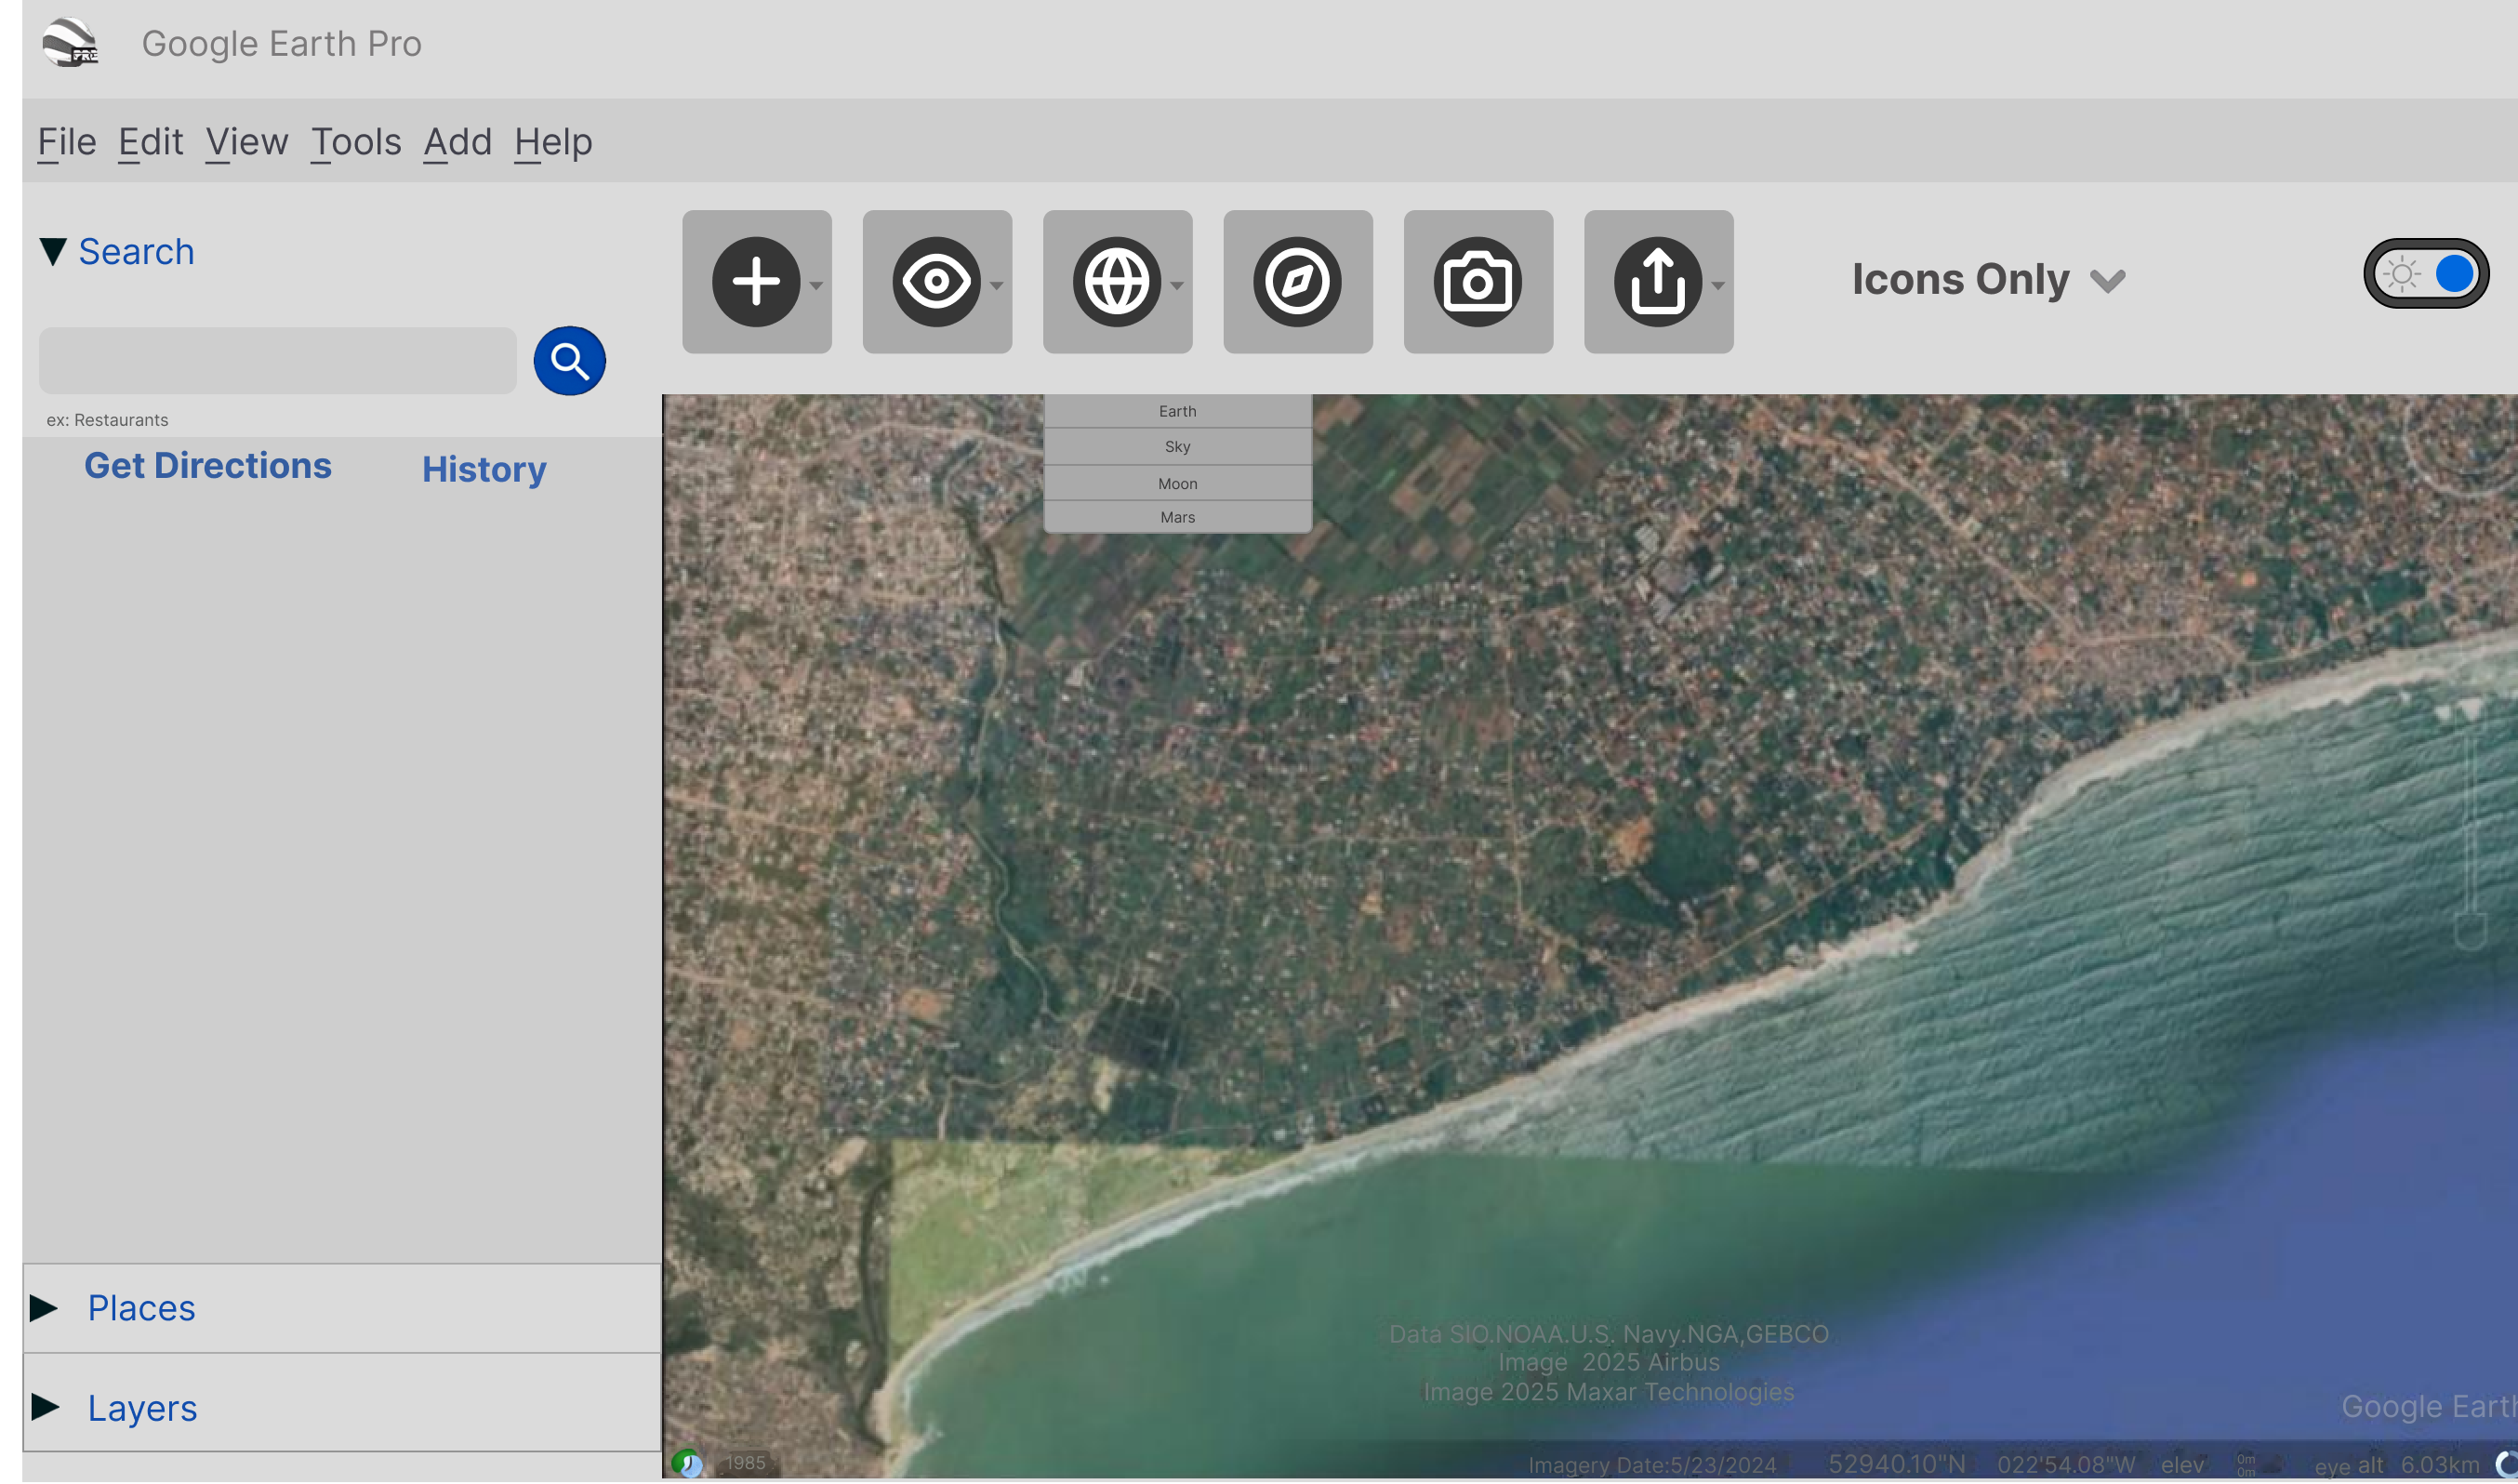 Google Earth Pro
File Edit View Tools Add Help
Search
Icons Only
ex: Restaurants
Get Directions History
Earth
Sky
Moon
Mars
Places
Layers
Data SIO.NOAA.U.S. Navy.NGA,GEBCO
Image 2025 Airbus
Image 2025 Maxar Technologies
Google Earth
1985 Imagery Date:5/23/2024 52940.10"N 022'54.08"W elev 0m 0m eye alt 6.03km